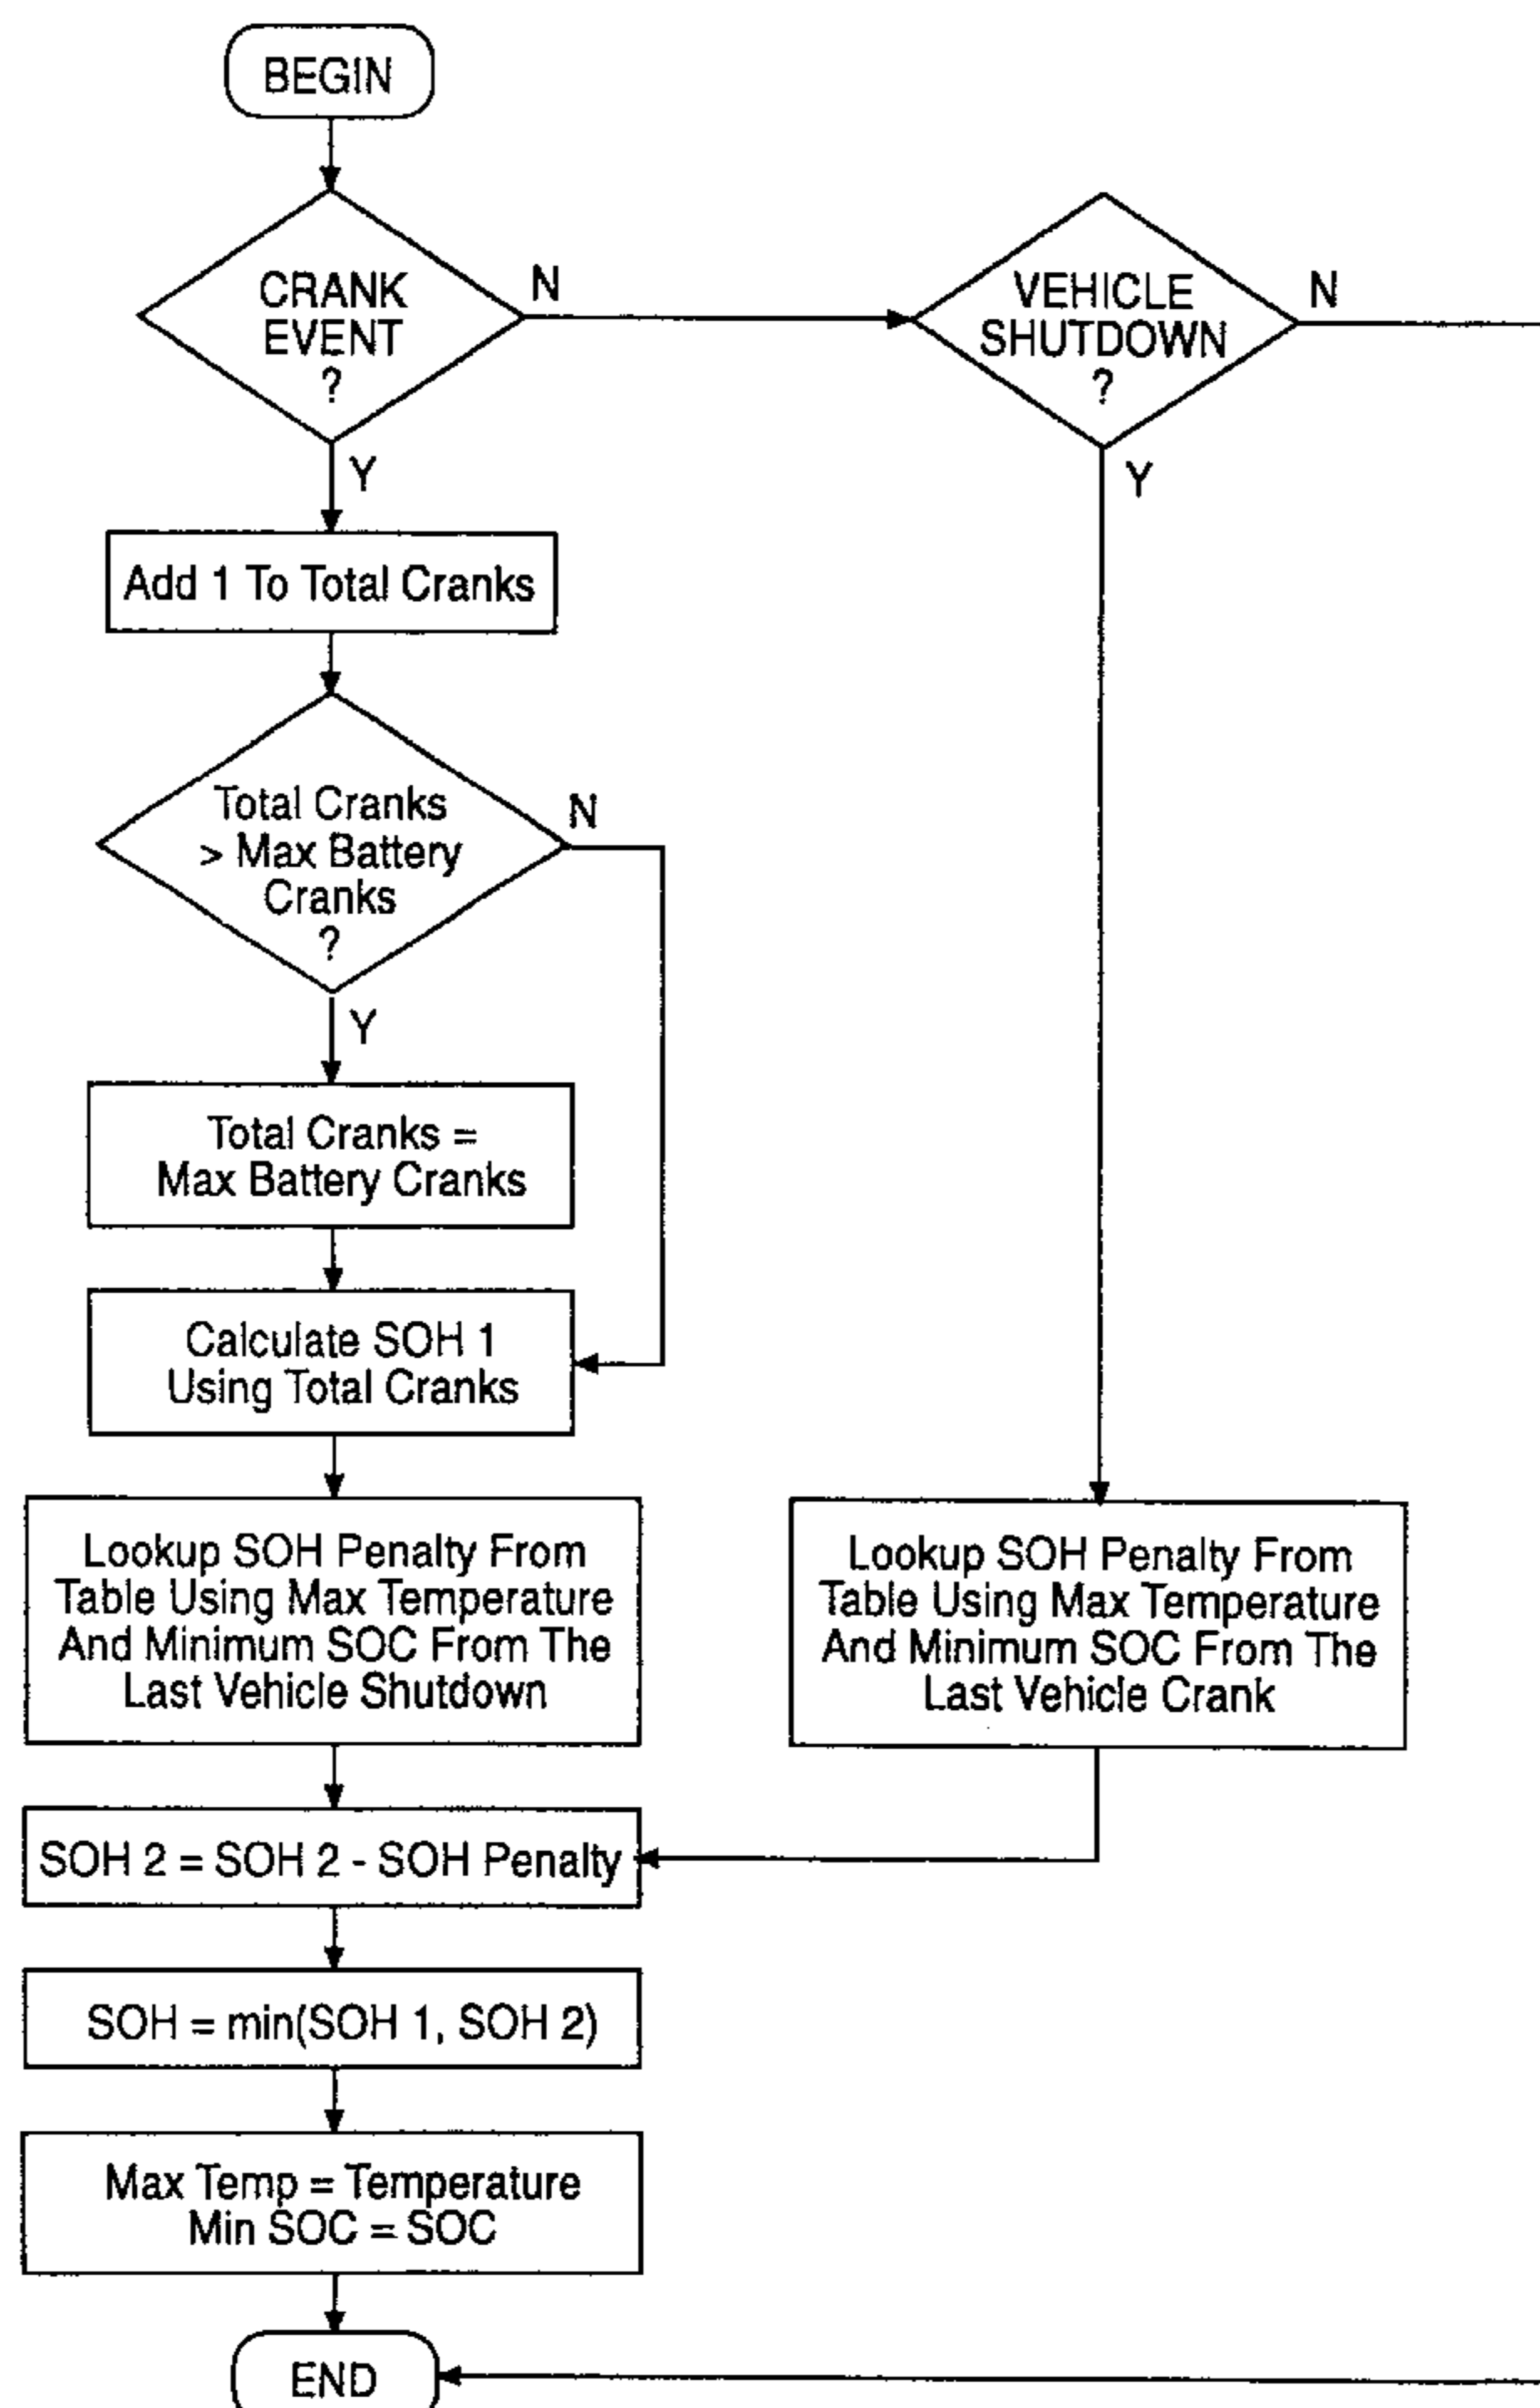 BEGIN
CRANK
EVENT
?
N
Y
VEHICLE
SHUTDOWN
?
N
Y
Add 1 To Total Cranks
Total Cranks
> Max Battery
Cranks
?
N
Y
Total Cranks =
Max Battery Cranks
Calculate SOH 1
Using Total Cranks
Lookup SOH Penalty From
Table Using Max Temperature
And Minimum SOC From The
Last Vehicle Shutdown
Lookup SOH Penalty From
Table Using Max Temperature
And Minimum SOC From The
Last Vehicle Crank
SOH 2 = SOH 2 - SOH Penalty
SOH = min(SOH 1, SOH 2)
Max Temp = Temperature
Min SOC = SOC
END